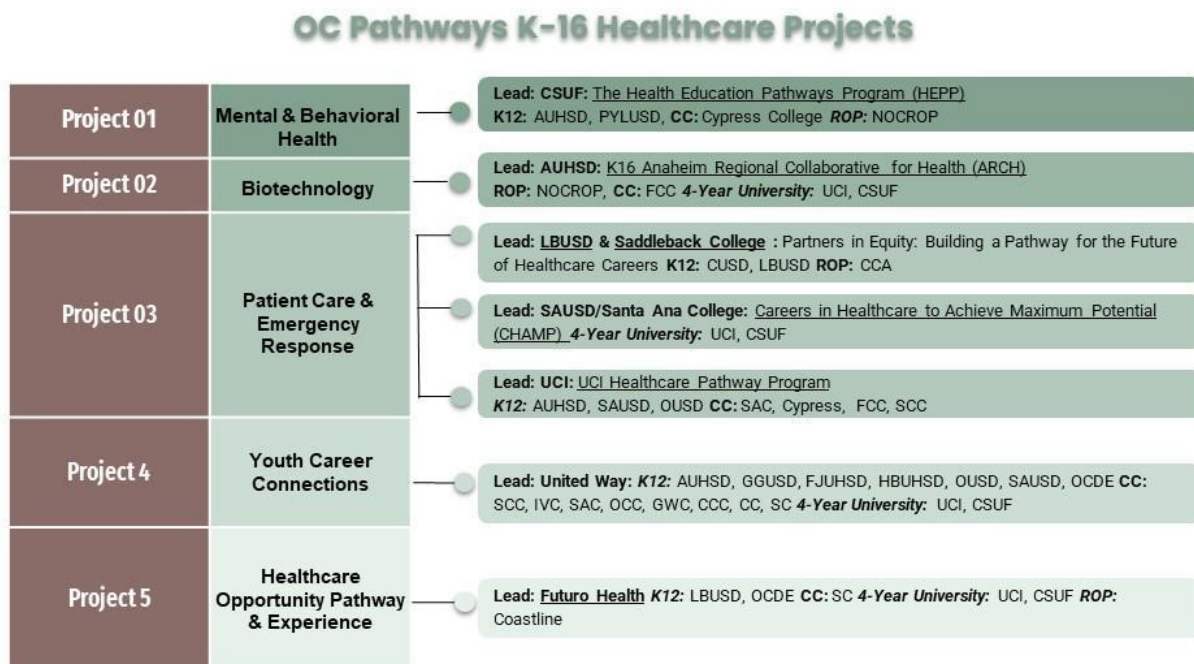 OC Pathways K-16 Healthcare Projects
Project 01
Mental & Behavioral
Health
Lead: CSUF: The Health Education Pathways Program (HEPP)
K12: AUHSD, PYLUSD, CC: Cypress College ROP: NOCROP
Project 02
Biotechnology
Lead: AUHSD: K16 Anaheim Regional Collaborative for Health (ARCH)
ROP: NOCROP, CC: FCC 4-Year University: UCI, CSUF
Project 03
Patient Care &
Emergency
Response
Lead: LBUSD & Saddleback College : Partners in Equity: Building a Pathway for the Future
of Healthcare Careers K12: CUSD, LBUSD ROP: CCA
Lead: SAUSD/Santa Ana College: Careers in Healthcare to Achieve Maximum Potential
(CHAMP) 4-Year University: UCI, CSUF
Lead: UCI: UCI Healthcare Pathway Program
K12: AUHSD, SAUSD, OUSD CC: SAC, Cypress, FCC, SCC
Project 4
Youth Career
Connections
Lead: United Way: K12: AUHSD, GGUSD, FJUHSD, HBUHSD, OUSD, SAUSD, OCDE CC:
SCC, IVC, SAC, OCC, GWC, CCC, CC, SC 4-Year University: UCI, CSUF
Project 5
Healthcare
Opportunity Pathway
& Experience
Lead: Futuro Health K12: LBUSD, OCDE CC: SC 4-Year University: UCI, CSUF ROP:
Coastline